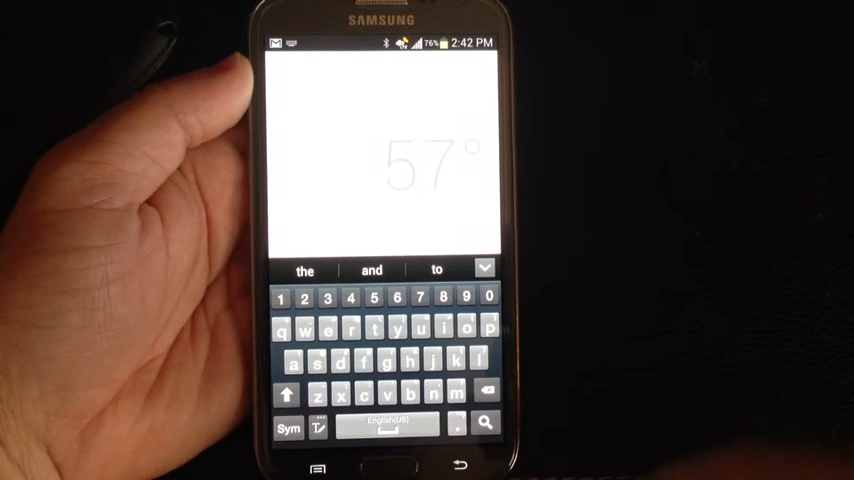 SAMSUNG
76% 2:42 PM
57°
the and to
1 2 3 4 5 6 7 8 9 0
q w e r t y u i o p
a s d f g h j k l
z x c v b n m
Sym English(US) .